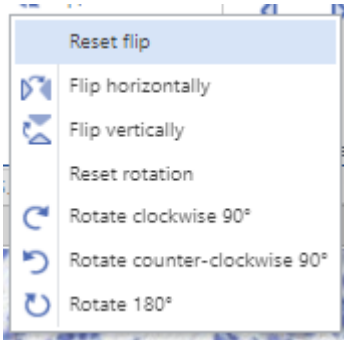 Reset flip
Flip horizontally
Flip vertically
Reset rotation
Rotate clockwise 90°
Rotate counter-clockwise 90°
Rotate 180°